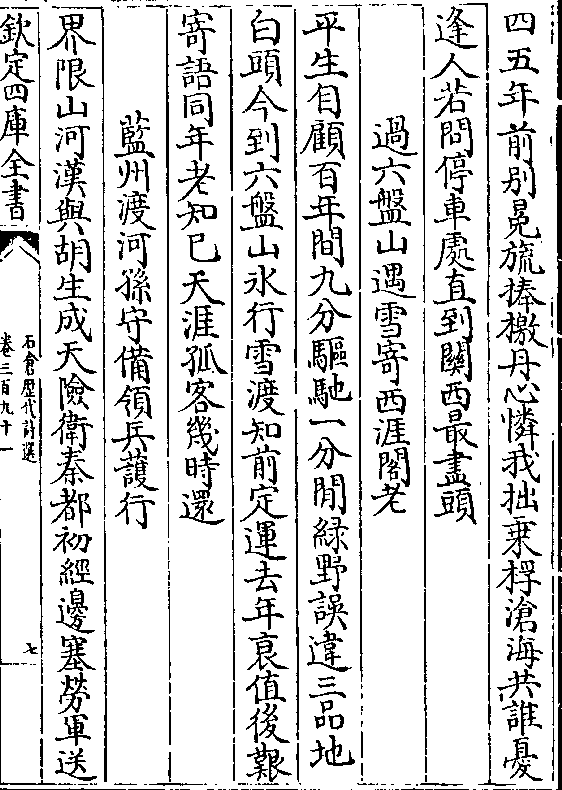 四五年前别冕旒捧檄丹心憐我拙乗桴滄海共誰憂
逢人若問停車處直到關西最盡頭
過六盤山遇雪寄西涯閣老
平生自顧百年間九分驅馳一分閒緑野誤違三品地
白頭今到六盤山氷行雪渡知前定運去年衰值後艱
寄語同年老知已天涯孤客幾時還
藍州渡河孫守備領兵䕶行
界限山河漢與胡生成天險衛秦都初經邊塞勞軍送
欽定四庫全書
石倉歴代詩選
卷三百九十一
七